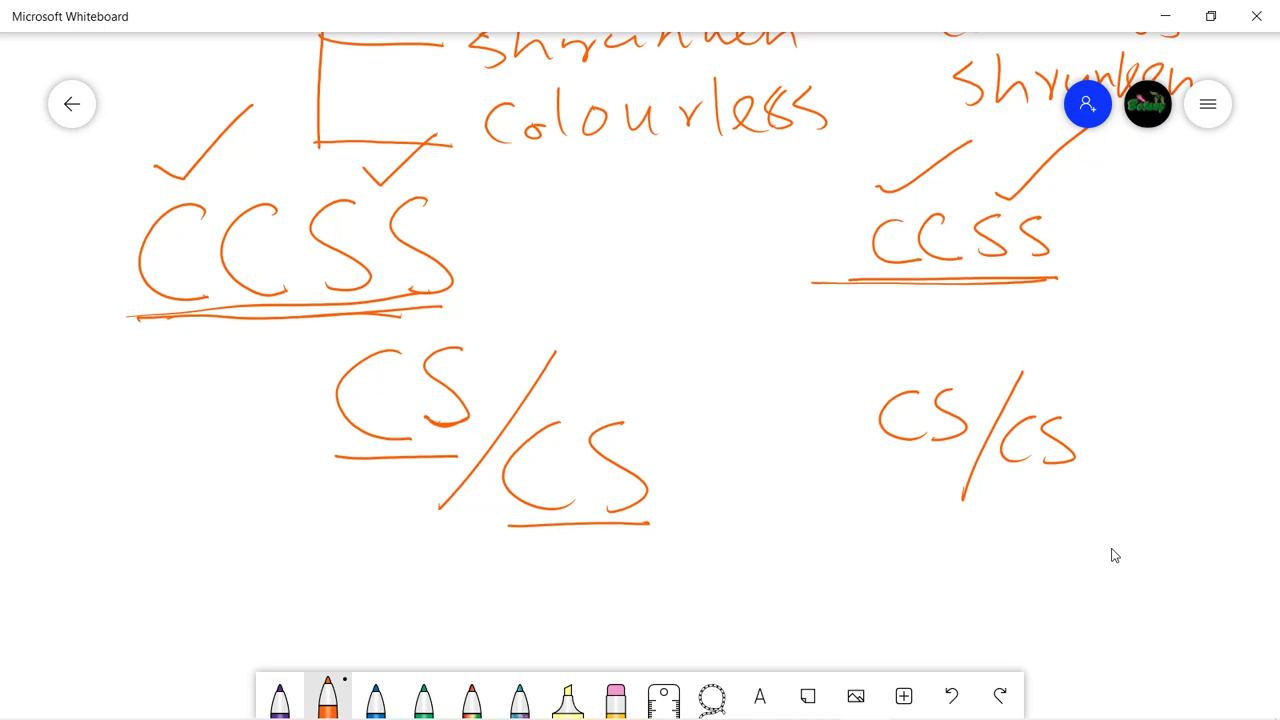 Microsoft Whiteboard
shrunken
colourless
shrunken
CCSS
CCSS
CS/CS
CS/CS